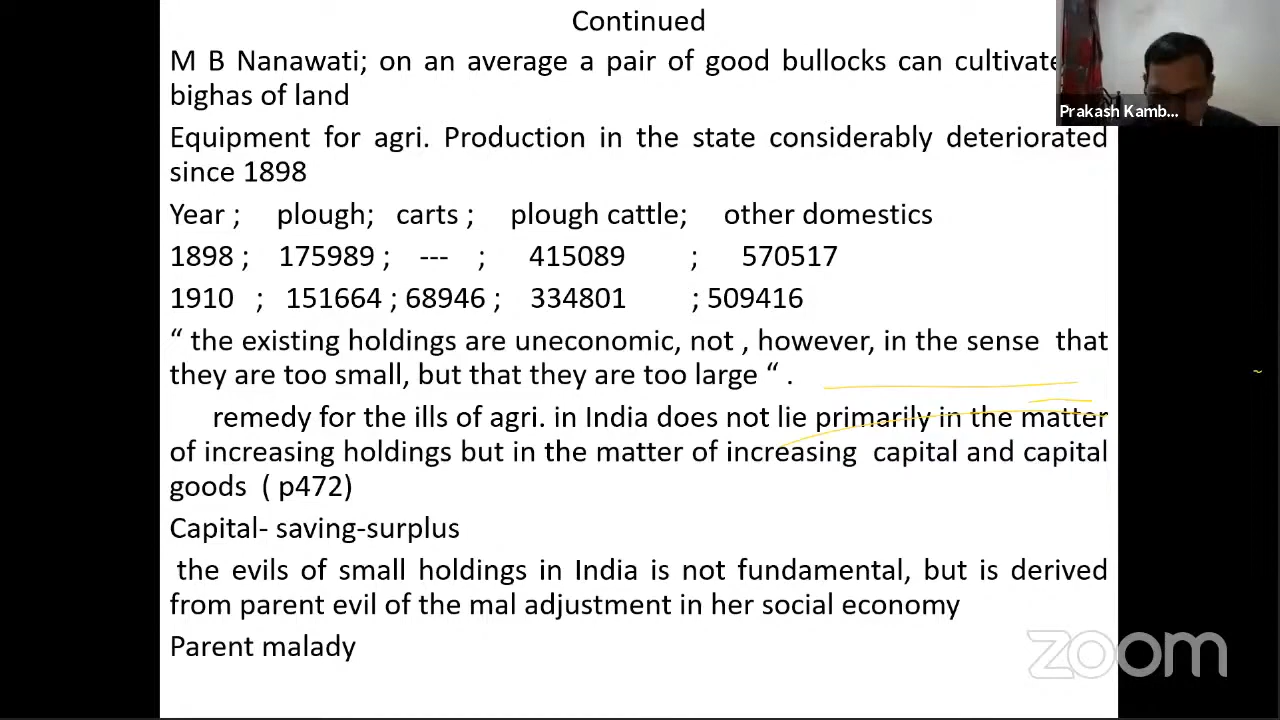 Continued
M B Nanawati; on an average a pair of good bullocks can cultivate
bighas of land
Equipment for agri. Production in the state considerably deteriorated
since 1898
Year ; plough; carts ; plough cattle; other domestics
1898 ; 175989 ; --- ; 415089 ; 570517
1910 ; 151664 ; 68946 ; 334801 ; 509416
“ the existing holdings are uneconomic, not , however, in the sense that
they are too small, but that they are too large “ .
remedy for the ills of agri. in India does not lie primarily in the matter
of increasing holdings but in the matter of increasing capital and capital
goods ( p472)
Capital- saving-surplus
the evils of small holdings in India is not fundamental, but is derived
from parent evil of the mal adjustment in her social economy
Parent malady
Prakash Kamb...
zoom